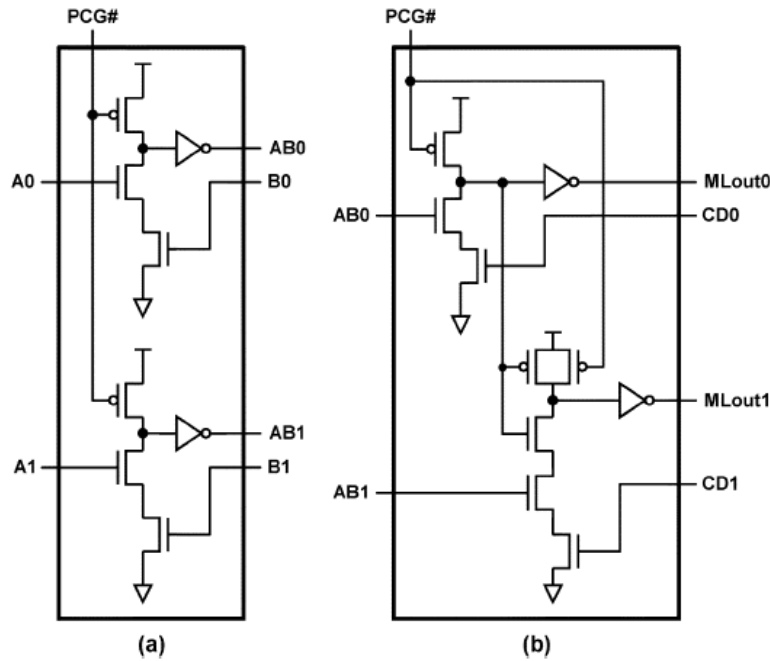 PCG#
A0
AB0
B0
A1
AB1
B1
(a)
PCG#
AB0
MLout0
CD0
MLout1
AB1
CD1
(b)